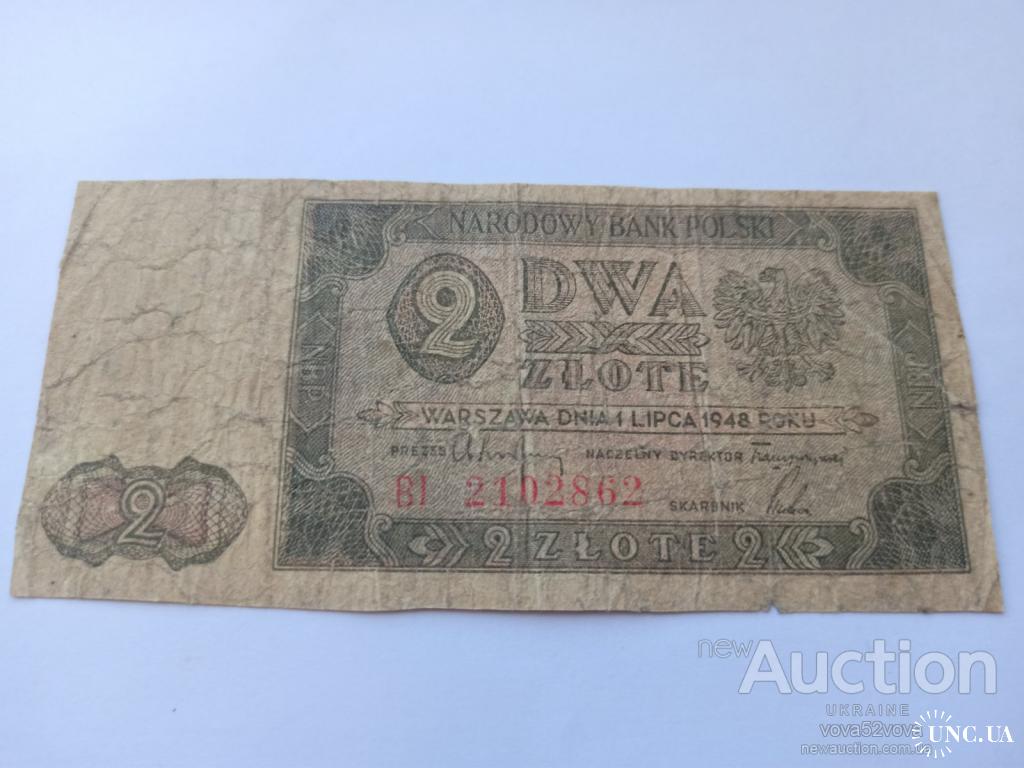 NARODOWY BANK POLSKI
2
DWA
ZŁOTE
NBP
WARSZAWA DNIA 1 LIPCA 1948 ROKU
PREZES
NACZELNY DYREKTOR
BI 2102862
SKARBNIK
2
2 ZŁOTE 2
new Auction
UKRAINE
vova52vova
newauction.com.ua
UNC.UA